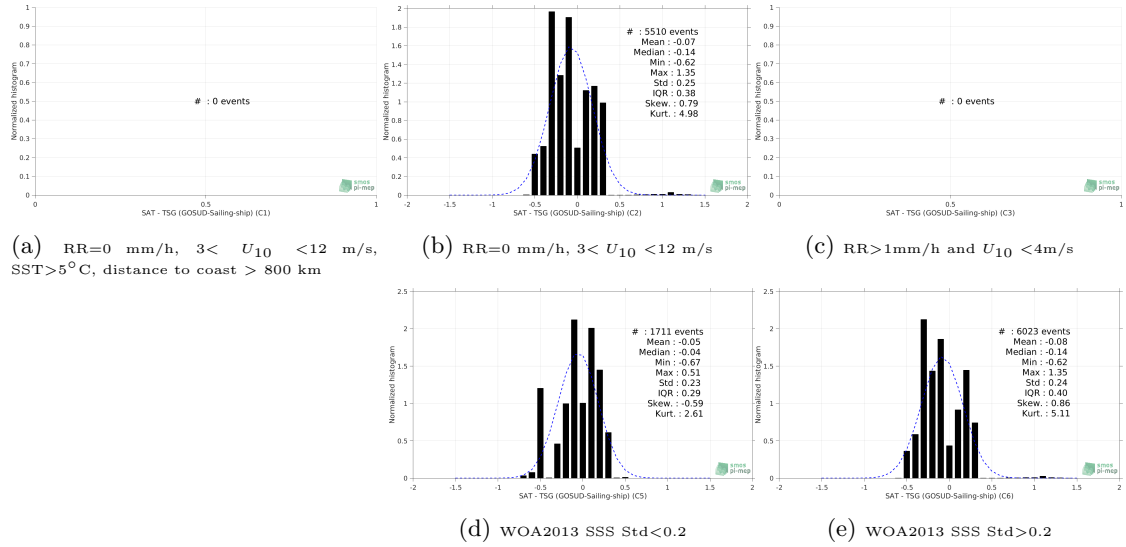 1
0.9
0.8
0.7
0.6
0.5
0.4
0.3
0.2
0.1
0
Normalized histogram
# : 0 events
smos
pi-mep
0 0.5 1
SAT - TSG (GOSUD-Sailing-ship) (C1)
(a) RR=0 mm/h, 3< U10 <12 m/s,
SST>5°C, distance to coast > 800 km
2
1.8
1.6
1.4
1.2
1
0.8
0.6
0.4
0.2
0
Normalized histogram
# : 5510 events
Mean : -0.07
Median : -0.14
Min : -0.62
Max : 1.35
Std : 0.25
IQR : 0.38
Skew. : 0.79
Kurt. : 4.98
smos
pi-mep
-2 -1.5 -1 -0.5 0 0.5 1 1.5 2
SAT - TSG (GOSUD-Sailing-ship) (C2)
(b) RR=0 mm/h, 3< U10 <12 m/s
1
0.9
0.8
0.7
0.6
0.5
0.4
0.3
0.2
0.1
0
Normalized histogram
# : 0 events
smos
pi-mep
0 0.5 1
SAT - TSG (GOSUD-Sailing-ship) (C3)
(c) RR>1mm/h and U10 <4m/s
2.5
2
1.5
1
0.5
0
Normalized histogram
# : 1711 events
Mean : -0.05
Median : -0.04
Min : -0.67
Max : 0.51
Std : 0.23
IQR : 0.29
Skew. : -0.59
Kurt. : 2.61
smos
pi-mep
-2 -1.5 -1 -0.5 0 0.5 1 1.5 2
SAT - TSG (GOSUD-Sailing-ship) (C5)
(d) WOA2013 SSS Std<0.2
2.5
2
1.5
1
0.5
0
Normalized histogram
# : 6023 events
Mean : -0.08
Median : -0.14
Min : -0.62
Max : 1.35
Std : 0.24
IQR : 0.40
Skew. : 0.86
Kurt. : 5.11
smos
pi-mep
-2 -1.5 -1 -0.5 0 0.5 1 1.5 2
SAT - TSG (GOSUD-Sailing-ship) (C6)
(e) WOA2013 SSS Std>0.2